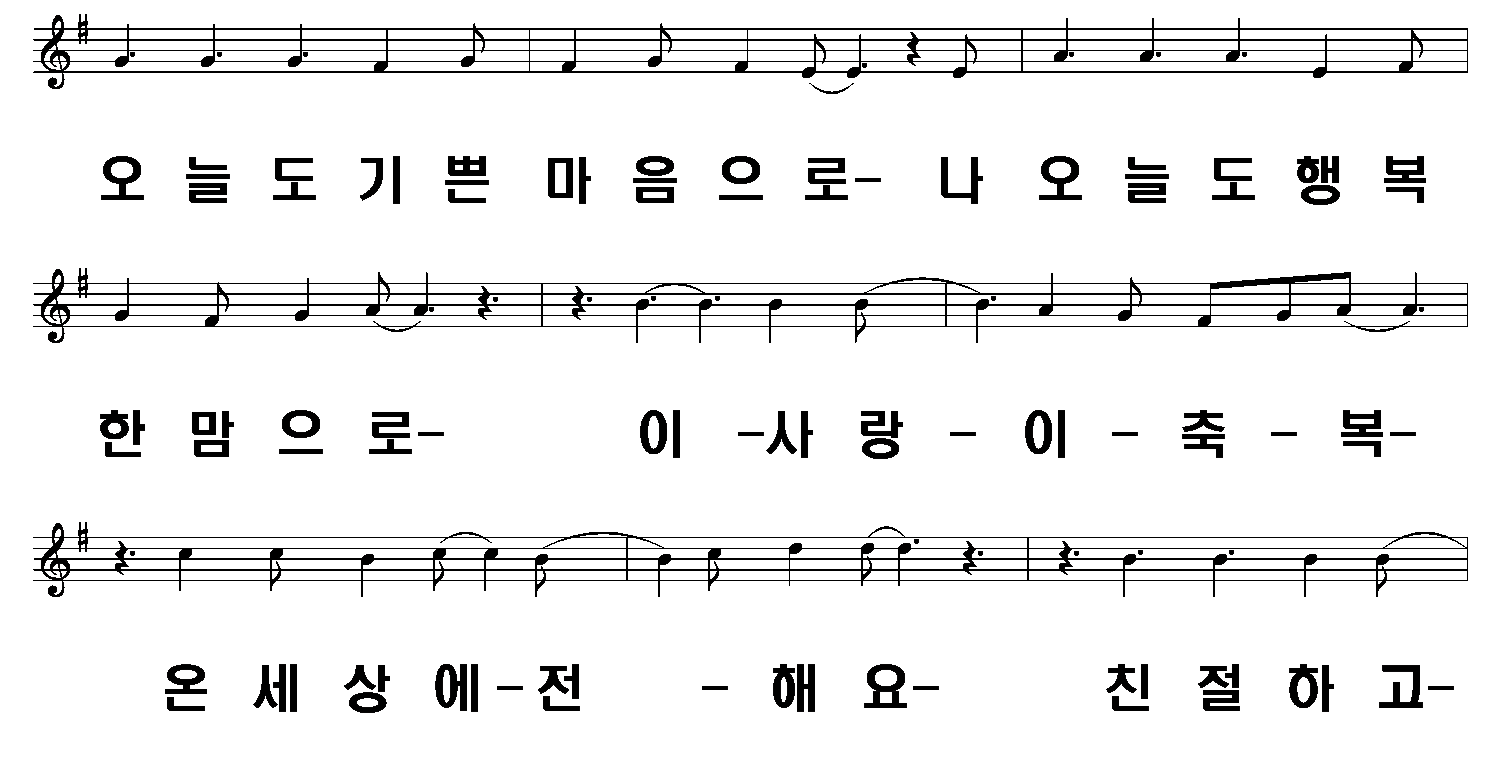 오 늘 도 기 쁜 마 음 으 로- 나 오 늘 도 행 복
한 맘 으 로- 이 -사 랑 - 이 - 축 - 복-
온 세 상 에-전 - 해 요- 친 절 하 고-